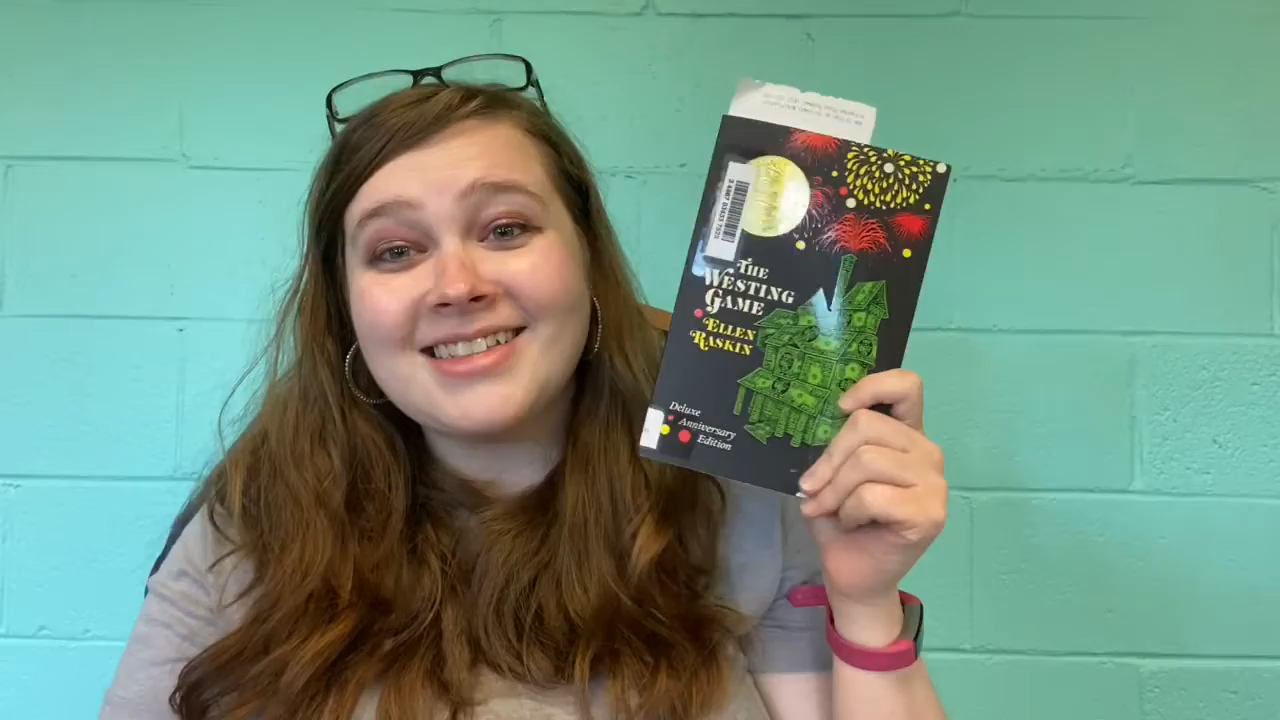 THE
WESTING
GAME
ELLEN
RASKIN
Deluxe
Anniversary
Edition